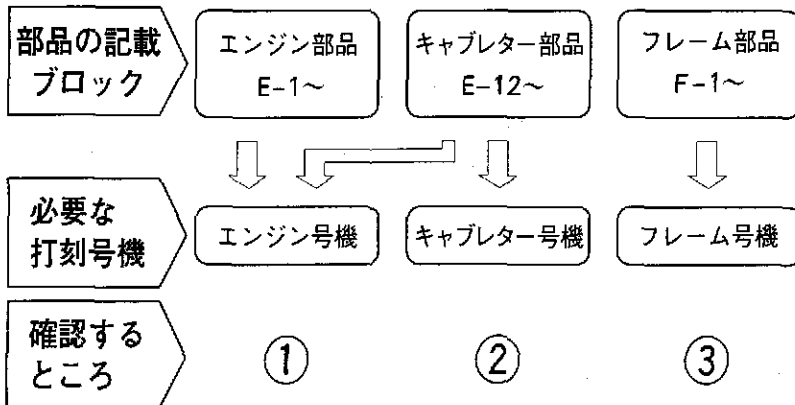 部品の記載
ブロック
エンジン部品
E-1〜
キャブレター部品
E-12〜
フレーム部品
F-1〜
必要な
打刻号機
エンジン号機
キャブレター号機
フレーム号機
確認する
ところ
①
②
③